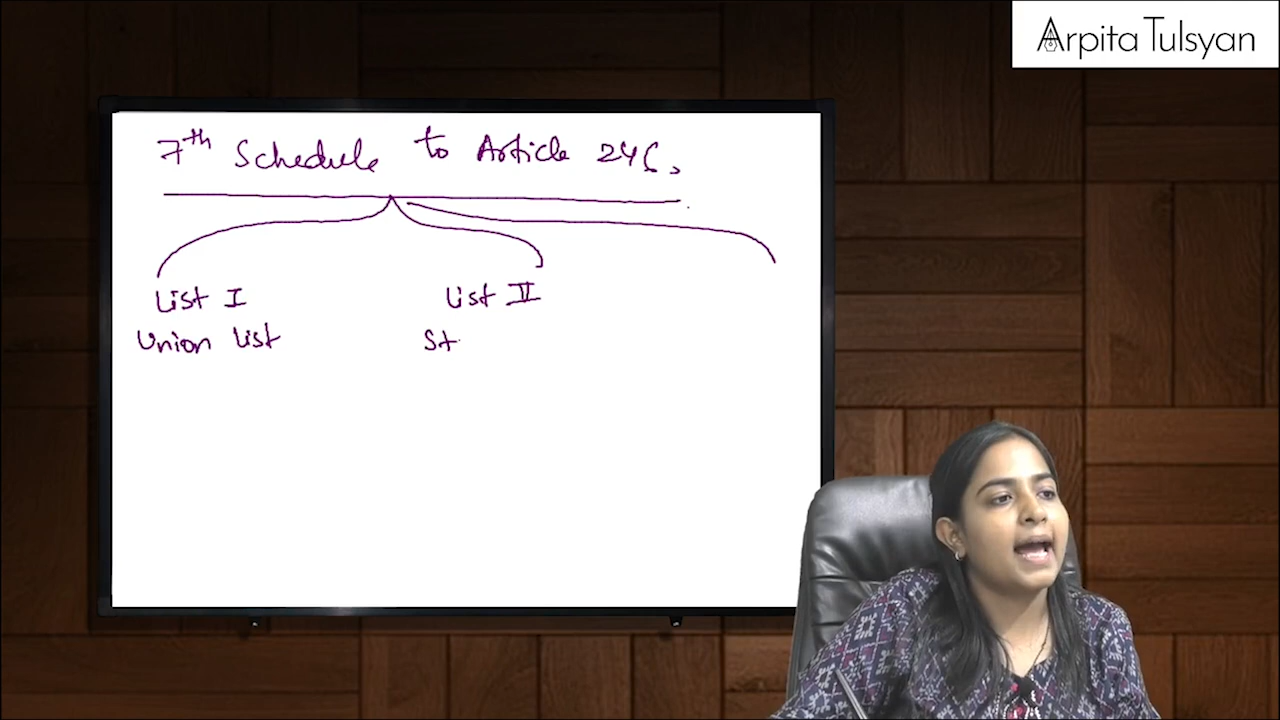 Arpita Tulsyan
7th Schedule to Article 246,
List I
List II
Union List
St